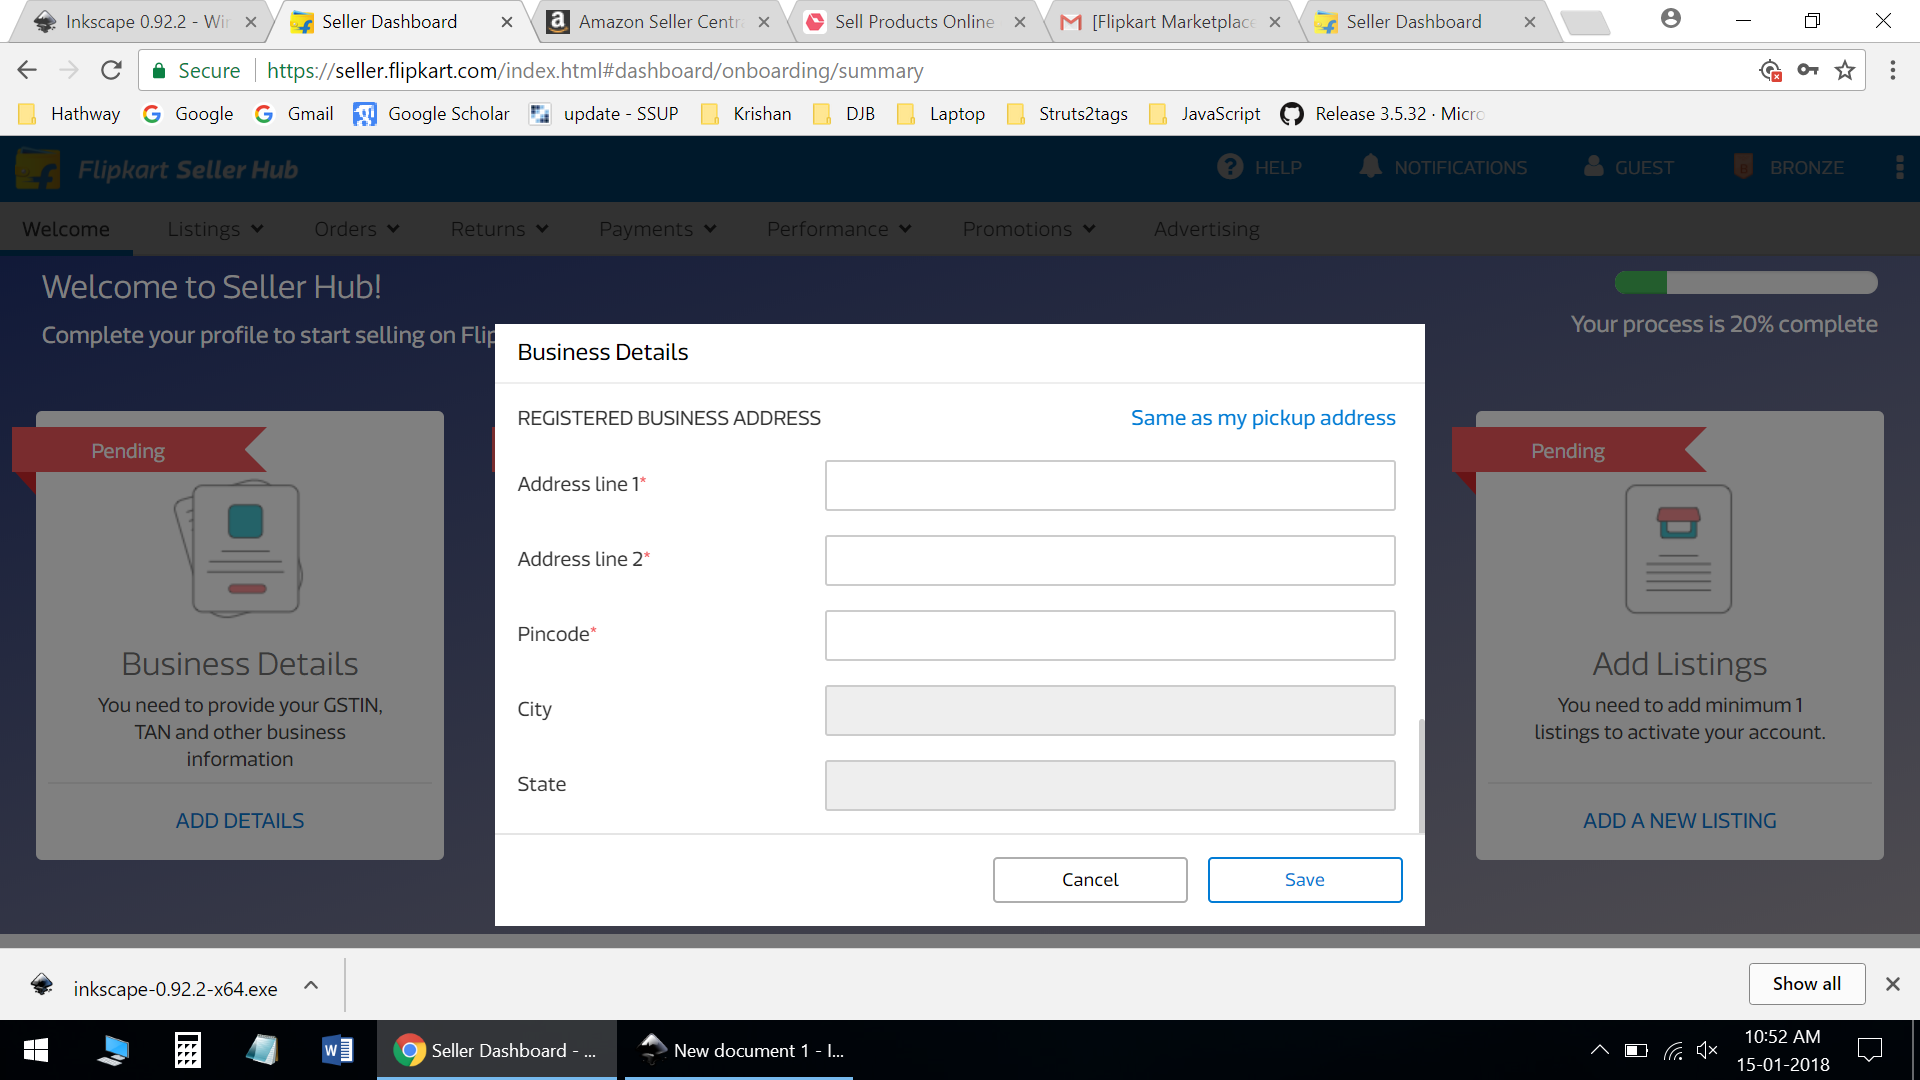 Inkscape 0.92.2 - Wi
Seller Dashboard
Amazon Seller Centr
Sell Products Online
[Flipkart Marketplace
Seller Dashboard
Secure
https://seller.flipkart.com/index.html#dashboard/onboarding/summary
Hathway
Google
Gmail
Google Scholar
update - SSUP
Krishan
DJB
Laptop
Struts2tags
JavaScript
Release 3.5.32 · Micro
Flipkart Seller Hub
HELP
NOTIFICATIONS
GUEST
BRONZE
Welcome
Listings
Orders
Returns
Payments
Performance
Promotions
Advertising
Welcome to Seller Hub!
Complete your profile to start selling on Flip
Your process is 20% complete
Pending
Business Details
You need to provide your GSTIN,
TAN and other business
information
ADD DETAILS
Business Details
REGISTERED BUSINESS ADDRESS
Same as my pickup address
Address line 1*
Address line 2*
Pincode*
City
State
Cancel
Save
Pending
Add Listings
You need to add minimum 1
listings to activate your account.
ADD A NEW LISTING
inkscape-0.92.2-x64.exe
Show all
Seller Dashboard - ...
New document 1 - I...
10:52 AM
15-01-2018